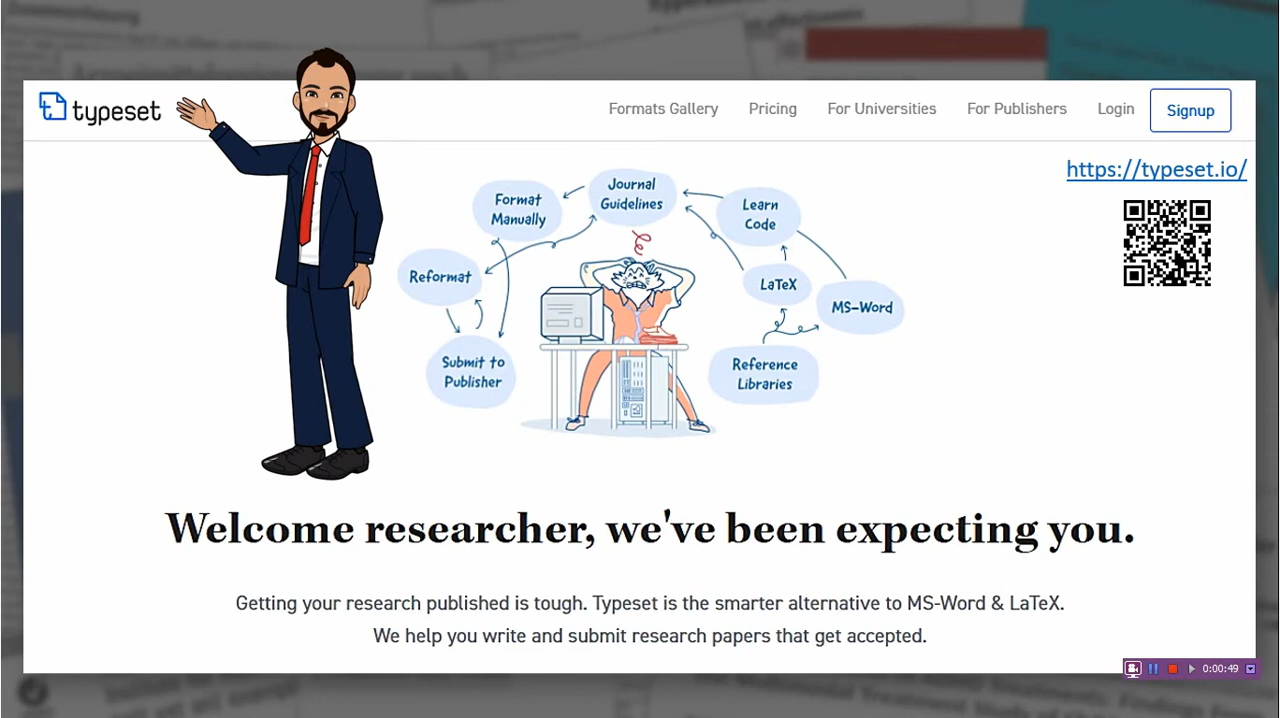 typeset
Formats Gallery
Pricing
For Universities
For Publishers
Login
Signup
https://typeset.io/
Journal
Guidelines
Format
Manually
Learn
Code
Reformat
LaTeX
MS-Word
Submit to
Publisher
Reference
Libraries
Welcome researcher, we've been expecting you.
Getting your research published is tough. Typeset is the smarter alternative to MS-Word & LaTeX.
We help you write and submit research papers that get accepted.
0:00:49